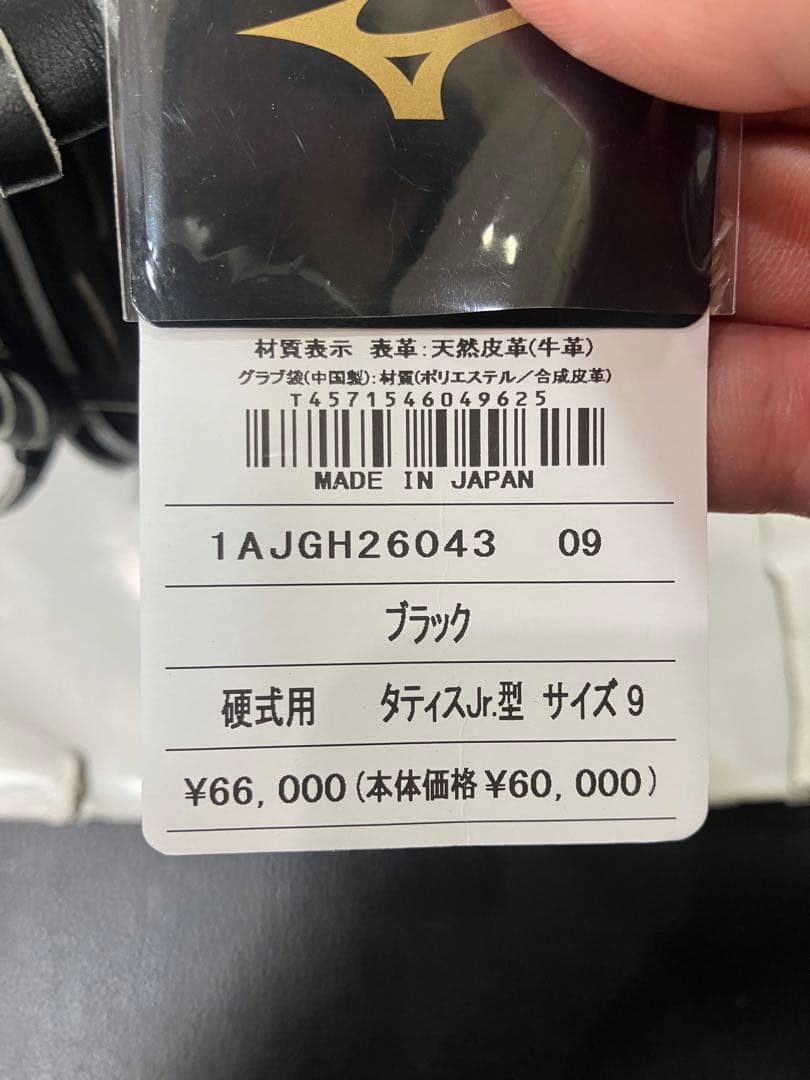 材質表示 表革:天然皮革(牛革)
グラブ袋(中国製):材質(ポリエステル/合成皮革)
T4571546049625
MADE IN JAPAN
1AJGH26043 09
ブラック
硬式用 タティスJr.型 サイズ9
¥66,000(本体価格¥60,000)